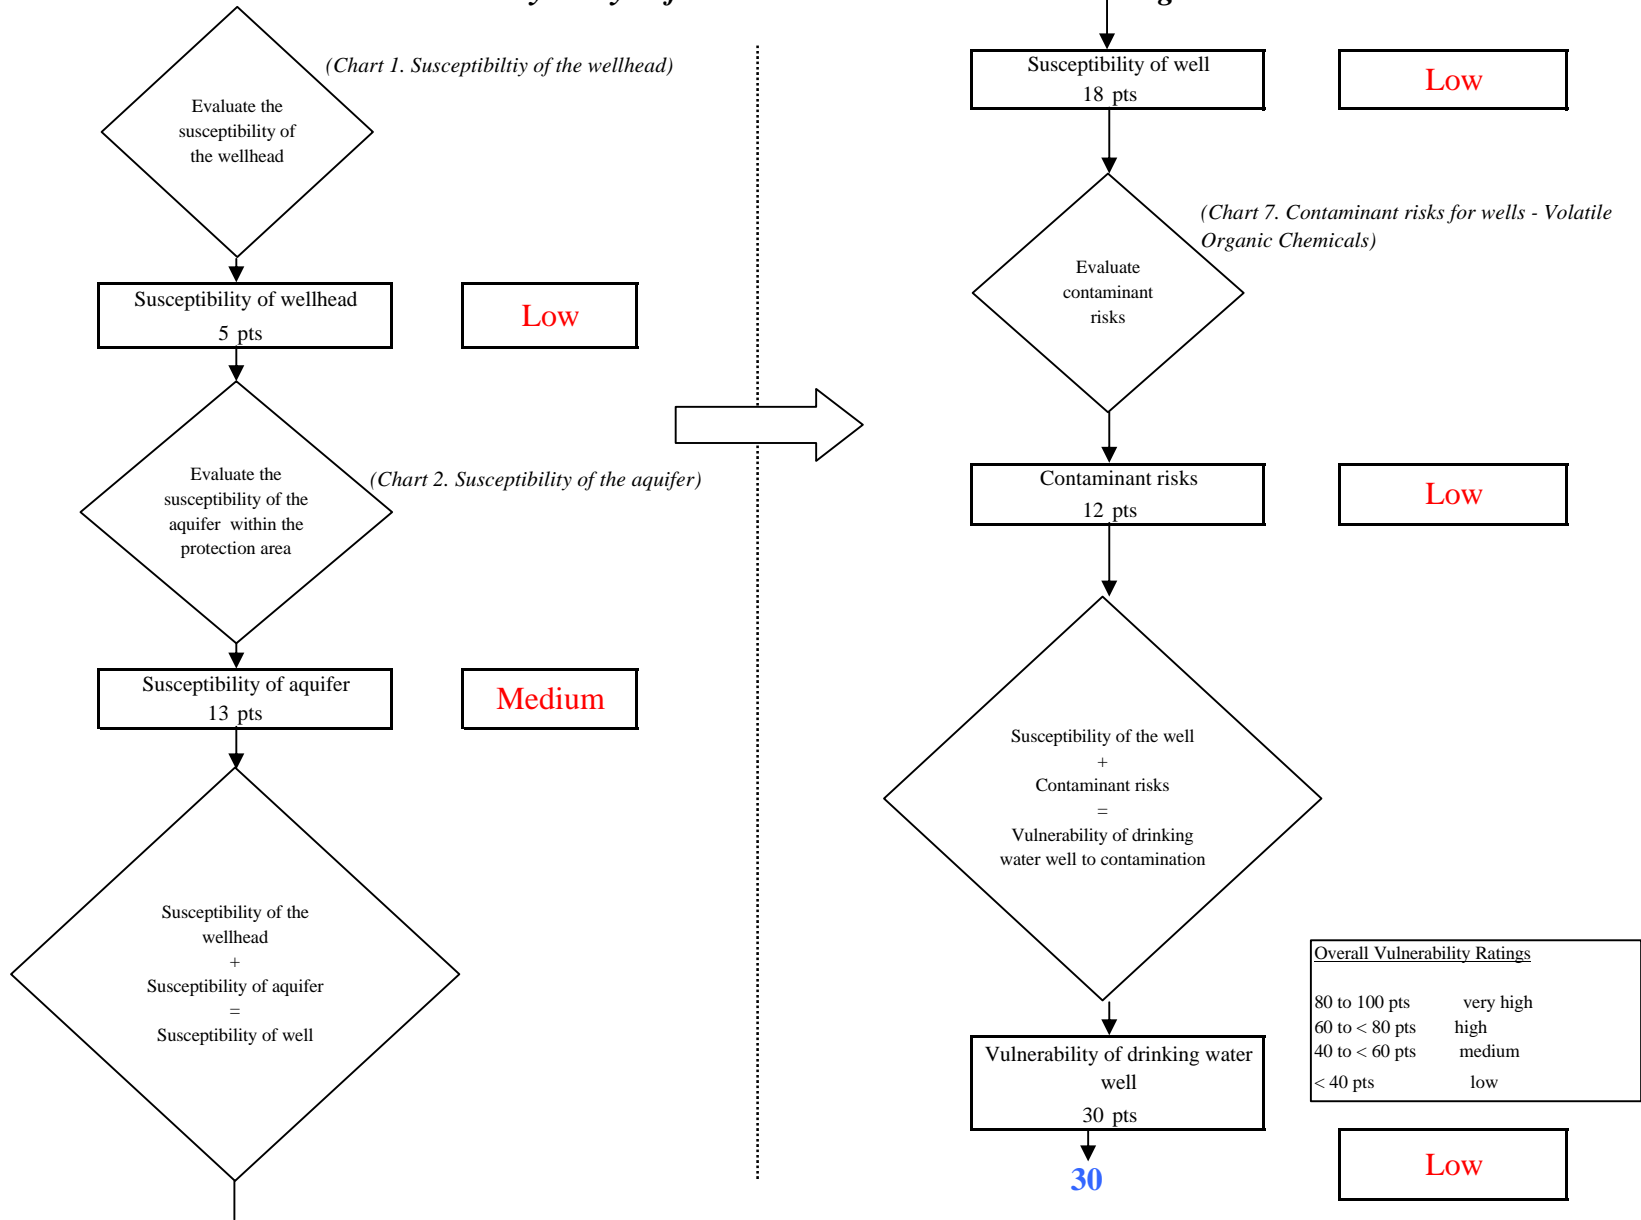 (Chart 1. Susceptibiltiy of the wellhead)
Evaluate the
susceptibility of
the wellhead
Susceptibility of wellhead
5 pts
Low
Evaluate the
susceptibility of the
aquifer within the
protection area
(Chart 2. Susceptibility of the aquifer)
Susceptibility of aquifer
13 pts
Medium
Susceptibility of the
wellhead
+
Susceptibility of aquifer
=
Susceptibility of well
Susceptibility of well
18 pts
Low
(Chart 7. Contaminant risks for wells - Volatile
Organic Chemicals)
Evaluate
contaminant
risks
Contaminant risks
12 pts
Low
Susceptibility of the well
+
Contaminant risks
=
Vulnerability of drinking
water well to contamination
Overall Vulnerability Ratings
80 to 100 pts very high
60 to < 80 pts high
40 to < 60 pts medium
< 40 pts low
Vulnerability of drinking water
well
30 pts
30
Low